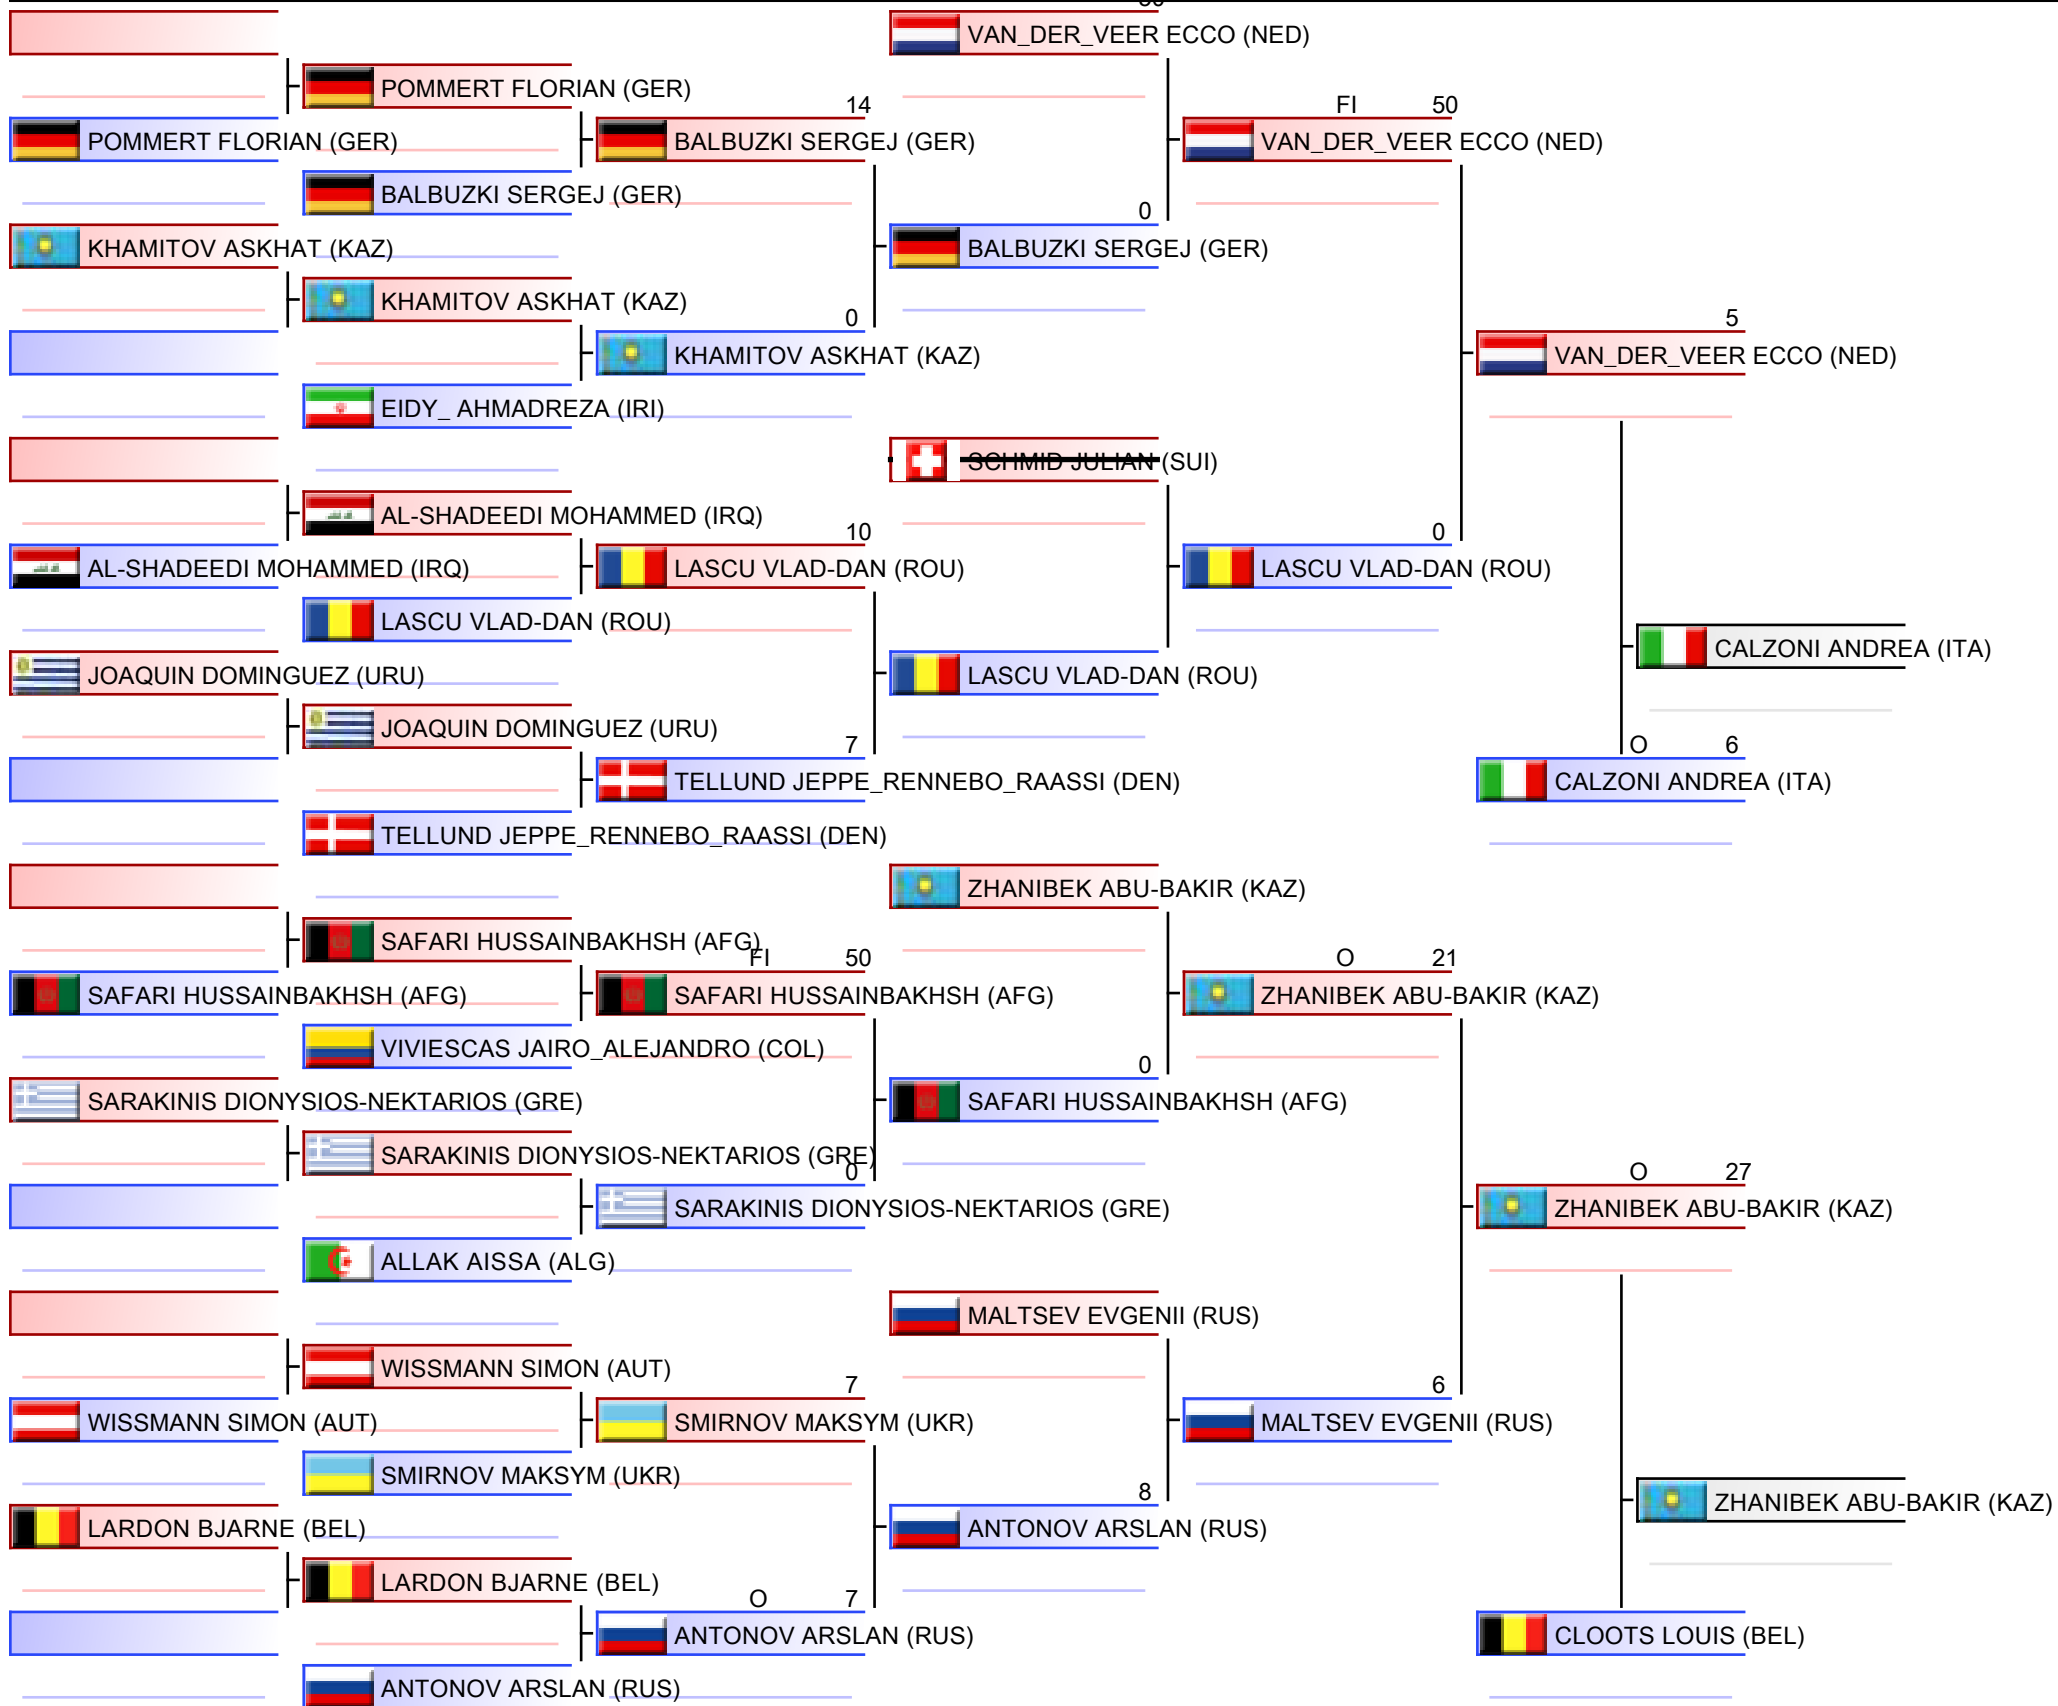 VAN_DER_VEER ECCO (NED)
POMMERT FLORIAN (GER)
14
FI 50
POMMERT FLORIAN (GER)
BALBUZKI SERGEJ (GER)
VAN_DER_VEER ECCO (NED)
BALBUZKI SERGEJ (GER)
0
KHAMITOV ASKHAT (KAZ)
BALBUZKI SERGEJ (GER)
KHAMITOV ASKHAT (KAZ)
0
5
KHAMITOV ASKHAT (KAZ)
VAN_DER_VEER ECCO (NED)
EIDY_ AHMADREZA (IRI)
SCHMID JULIAN (SUI)
AL-SHADEEDI MOHAMMED (IRQ)
10
0
AL-SHADEEDI MOHAMMED (IRQ)
LASCU VLAD-DAN (ROU)
LASCU VLAD-DAN (ROU)
LASCU VLAD-DAN (ROU)
CALZONI ANDREA (ITA)
JOAQUIN DOMINGUEZ (URU)
LASCU VLAD-DAN (ROU)
JOAQUIN DOMINGUEZ (URU)
7
O 6
TELLUND JEPPE_RENNEBO_RAASSI (DEN)
CALZONI ANDREA (ITA)
TELLUND JEPPE_RENNEBO_RAASSI (DEN)
ZHANIBEK ABU-BAKIR (KAZ)
SAFARI HUSSAINBAKHSH (AFG)
FI 50
O 21
SAFARI HUSSAINBAKHSH (AFG)
SAFARI HUSSAINBAKHSH (AFG)
ZHANIBEK ABU-BAKIR (KAZ)
VIVIESCAS JAIRO_ALEJANDRO (COL)
0
SARAKINIS DIONYSIOS-NEKTARIOS (GRE)
SAFARI HUSSAINBAKHSH (AFG)
SARAKINIS DIONYSIOS-NEKTARIOS (GRE)
0
O 27
SARAKINIS DIONYSIOS-NEKTARIOS (GRE)
ZHANIBEK ABU-BAKIR (KAZ)
ALLAK AISSA (ALG)
MALTSEV EVGENII (RUS)
WISSMANN SIMON (AUT)
7
6
WISSMANN SIMON (AUT)
SMIRNOV MAKSYM (UKR)
MALTSEV EVGENII (RUS)
SMIRNOV MAKSYM (UKR)
8
ZHANIBEK ABU-BAKIR (KAZ)
LARDON BJARNE (BEL)
ANTONOV ARSLAN (RUS)
LARDON BJARNE (BEL)
O 7
ANTONOV ARSLAN (RUS)
CLOOTS LOUIS (BEL)
ANTONOV ARSLAN (RUS)